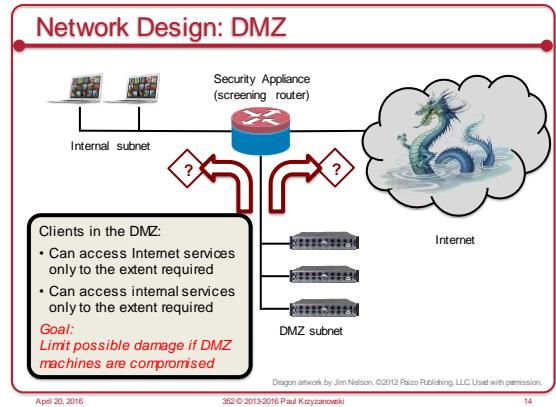 Network Design: DMZ
Security Appliance
(screening router)
Internal subnet
?
?
Internet
Clients in the DMZ:
• Can access Internet services
only to the extent required
• Can access internal services
only to the extent required
Goal:
Limit possible damage if DMZ
machines are compromised
DMZ subnet
Dragon artwork by Jim Nelson. ©2012 Paizo Publishing, LLC. Used with permission.
April 20, 2016
352 © 2013-2016 Paul Krzyzanowski
14